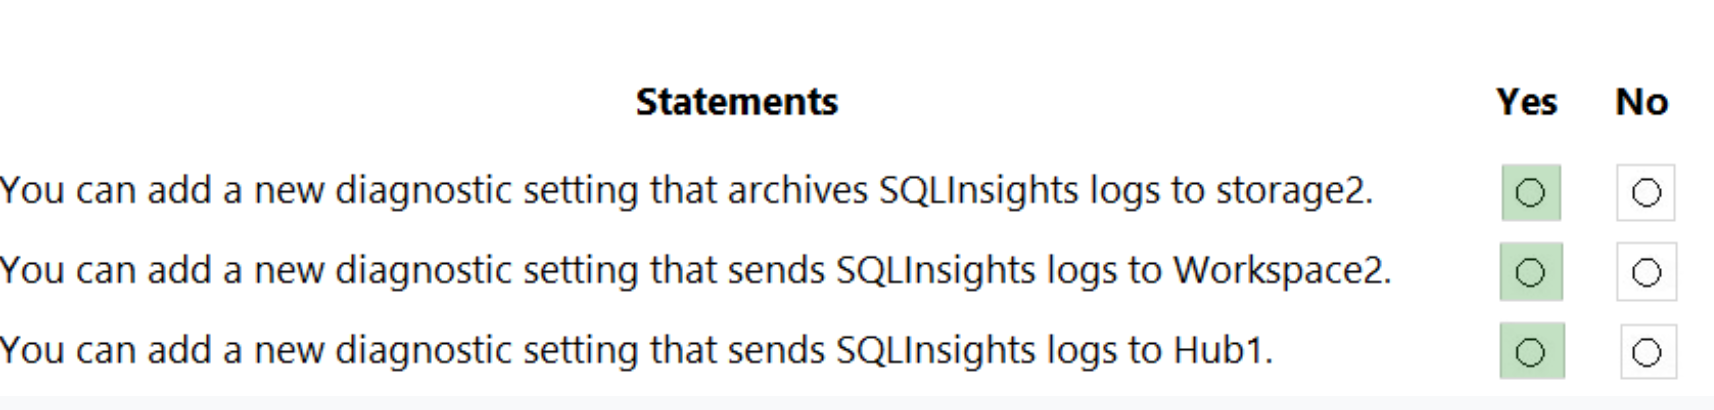 Statements Yes No
You can add a new diagnostic setting that archives SQLInsights logs to storage2.
You can add a new diagnostic setting that sends SQLInsights logs to Workspace2.
You can add a new diagnostic setting that sends SQLInsights logs to Hub1.